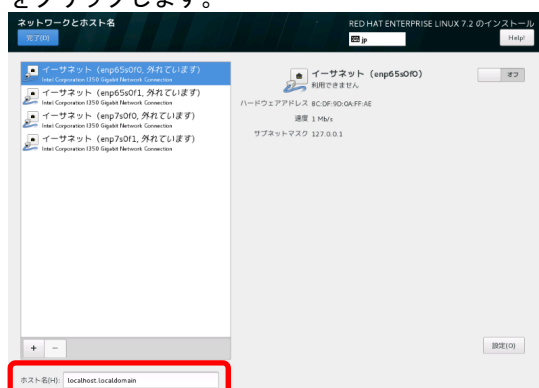 をクリックします。
ネットワークとホスト名
RED HAT ENTERPRISE LINUX 7.2 のインストール
完了(D)
jp
Help!
イーサネット (enp65s0f0, 外れています)
Intel Corporation I350 Gigabit Network Connection
イーサネット (enp65s0f1, 外れています)
Intel Corporation I350 Gigabit Network Connection
イーサネット (enp7s0f0, 外れています)
Intel Corporation I350 Gigabit Network Connection
イーサネット (enp7s0f1, 外れています)
Intel Corporation I350 Gigabit Network Connection
イーサネット (enp65s0f0)
利用できません
オフ
ハードウェアアドレス 8C:DF:9D:0A:FF:AE
速度 1 Mb/s
サブネットマスク 127.0.0.1
+ −
設定(O)
ホスト名(H): localhost.localdomain